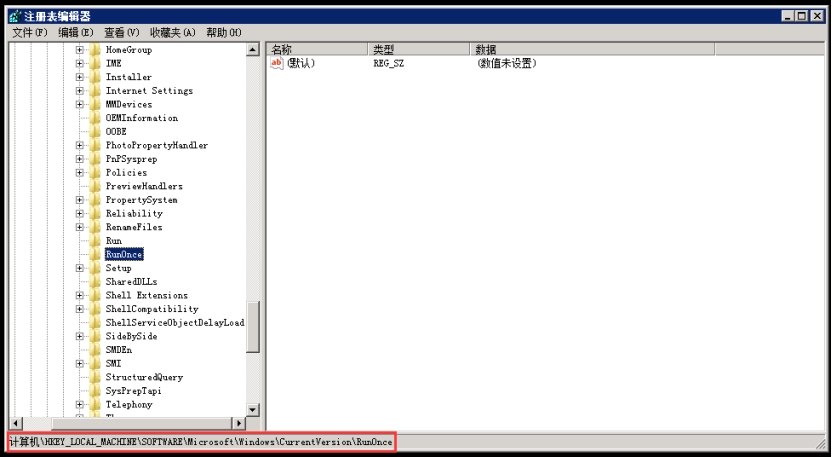 注册表编辑器
文件(F) 编辑(E) 查看(V) 收藏夹(A) 帮助(H)
HomeGroup
IME
Installer
Internet Settings
MMDevices
OEMInformation
OOBE
PhotoPropertyHandler
PnPSysprep
Policies
PreviewHandlers
PropertySystem
Reliability
RenameFiles
Run
RunOnce
Setup
SharedDLLs
Shell Extensions
ShellCompatibility
ShellServiceObjectDelayLoad
SideBySide
SMDEn
SMI
StructuredQuery
SysPrepTapi
Telephony
名称 类型 数据
ab (默认) REG_SZ (数值未设置)
计算机\HKEY_LOCAL_MACHINE\SOFTWARE\Microsoft\Windows\CurrentVersion\RunOnce